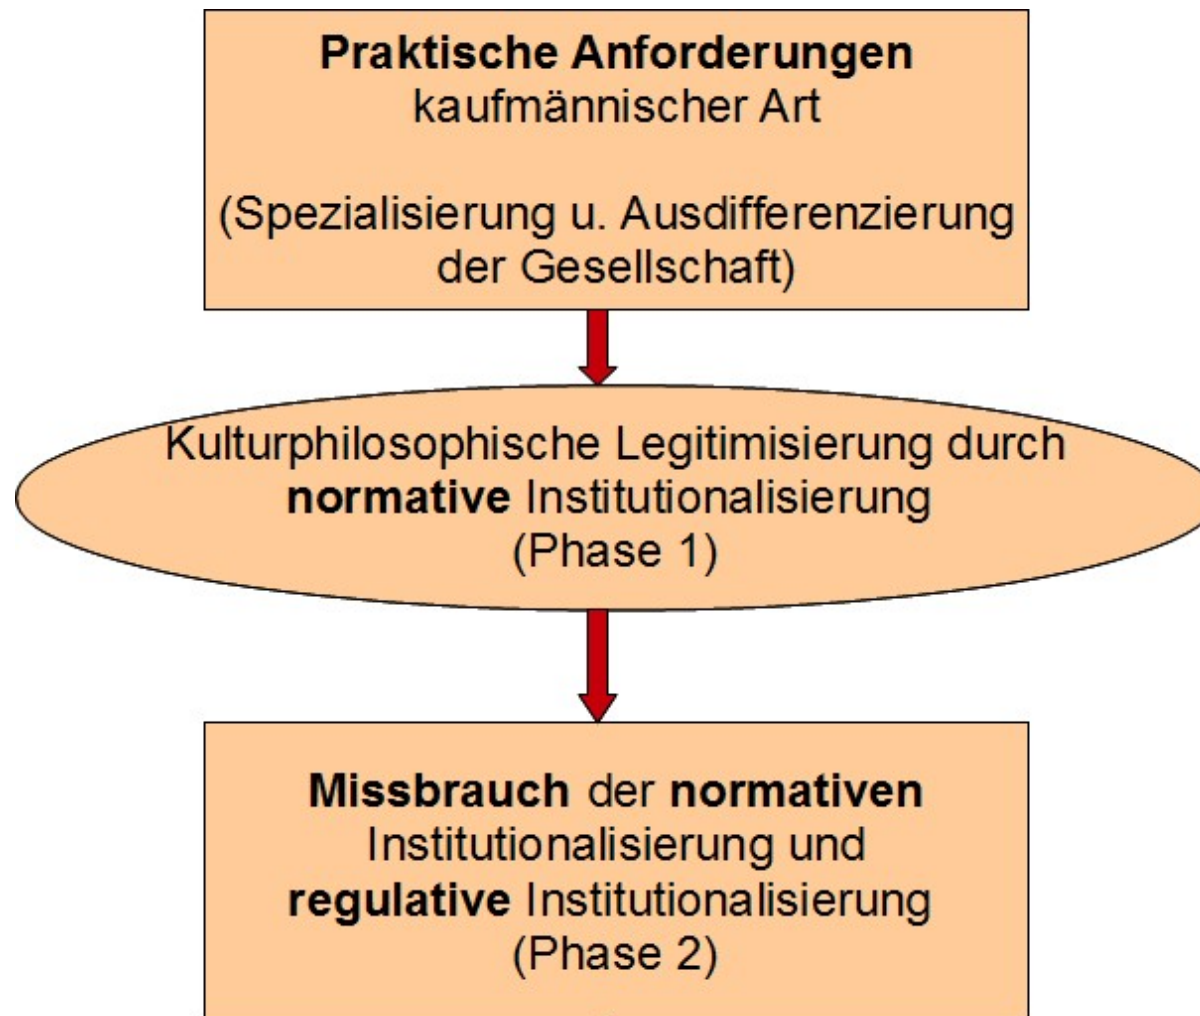 Praktische Anforderungen
kaufmännischer Art
(Spezialisierung u. Ausdifferenzierung
der Gesellschaft)
Kulturphilosophische Legitimisierung durch
normative Institutionalisierung
(Phase 1)
Missbrauch der normativen
Institutionalisierung und
regulative Institutionalisierung
(Phase 2)